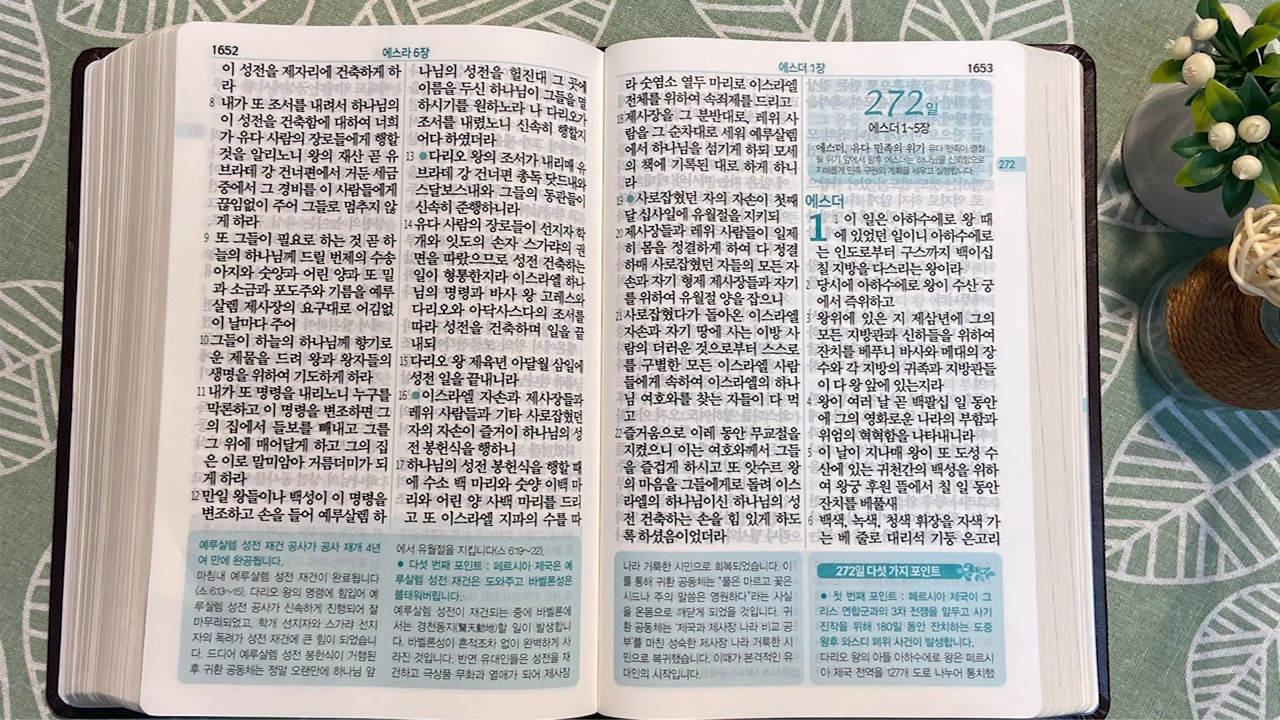 1652
에스라 6장
이 성전을 제자리에 건축하게 하
라
8 내가 또 조서를 내려서 하나님의
이 성전을 건축함에 대하여 너희
가 유다 사람의 장로들에게 행할
것을 알리노니 왕의 재산 곧 유
브라데 강 건너편에서 거둔 세금
중에서 그 경비를 이 사람들에게
끊임없이 주어 그들로 멈추지 않
게 하라
9 또 그들이 필요로 하는 것 곧 하
늘의 하나님께 드릴 번제의 수송
아지와 숫양과 어린 양과 또 밀
과 소금과 포도주와 기름을 예루
살렘 제사장의 요구대로 어김없
이 날마다 주어
10 그들이 하늘의 하나님께 향기로
운 제물을 드려 왕과 왕자들의
생명을 위하여 기도하게 하라
11 내가 또 명령을 내리노니 누구를
막론하고 이 명령을 변조하면 그
의 집에서 들보를 빼내고 그를
그 위에 매어달게 하고 그의 집
은 이로 말미암아 거름더미가 되
게 하라
12 만일 왕들이나 백성이 이 명령을
변조하고 손을 들어 예루살렘 하
나님의 성전을 헐진대 그 곳에
이름을 두신 하나님이 그들을 멸
하시기를 원하노라 나 다리오가
조서를 내렸노니 신속히 행할지
어다 하였더라
13 ●다리오 왕의 조서가 내리매 유
브라데 강 건너편 총독 닷드내와
스달보스내와 그들의 동관들이
신속히 준행하니라
14 유다 사람의 장로들이 선지자 학
개와 잇도의 손자 스가랴의 권
면을 따랐으므로 성전 건축하는
일이 형통한지라 이스라엘 하나
님의 명령과 바사 왕 고레스와
다리오와 아닥사스다의 조서를
따라 성전을 건축하며 일을 끝
내되
15 다리오 왕 제육년 아달월 삼일에
성전 일을 끝내니라
16 ●이스라엘 자손과 제사장들과
레위 사람들과 기타 사로잡혔던
자의 자손이 즐거이 하나님의 성
전 봉헌식을 행하니
17 하나님의 성전 봉헌식을 행할 때
에 수소 백 마리와 숫양 이백 마
리와 어린 양 사백 마리를 드리
고 또 이스라엘 지파의 수를 따
예루살렘 성전 재건 공사가 공사 재개 4년
여 만에 완공됩니다.
마침내 예루살렘 성전 재건이 완료됩니다
(스 6:13~15). 다리오 왕의 명령에 힘입어 예
루살렘 성전 공사가 신속하게 진행되어 잘
마무리되었고, 학개 선지자와 스가랴 선지
자의 독려가 성전 재건에 큰 힘이 되었습니
다. 드디어 예루살렘 성전 봉헌식이 거행된
후 귀환 공동체는 정말 오랜만에 하나님 앞
에서 유월절을 지킵니다(스 6:19~22).
● 다섯 번째 포인트 : 페르시아 제국은 예
루살렘 성전 재건은 도와주고 바벨론성은
불태워버립니다.
예루살렘 성전이 재건되는 중에 바벨론에
서는 경천동지(驚天動地)할 일이 발생합니
다. 바벨론성이 흔적조차 없이 완벽하게 사
라진 것입니다. 반면 유대인들은 성전을 재
건하고 극상품 무화과 열매가 되어 제사장
에스더 1장
1653
라 숫염소 열두 마리로 이스라엘
전체를 위하여 속죄제를 드리고
18 제사장을 그 분반대로, 레위 사
람을 그 순차대로 세워 예루살렘
에서 하나님을 섬기게 하되 모세
의 책에 기록된 대로 하게 하니
라
19 ●사로잡혔던 자의 자손이 첫째
달 십사일에 유월절을 지키되
20 제사장들과 레위 사람들이 일제
히 몸을 정결하게 하여 다 정결
하매 사로잡혔던 자들의 모든 자
손과 자기 형제 제사장들과 자기
를 위하여 유월절 양을 잡으니
21 사로잡혔다가 돌아온 이스라엘
자손과 자기 땅에 사는 이방 사
람의 더러운 것으로부터 스스로
를 구별한 모든 이스라엘 사람
들에게 속하여 이스라엘의 하나
님 여호와를 찾는 자들이 다 먹
고
22 즐거움으로 이레 동안 무교절을
지켰으니 이는 여호와께서 그들
을 즐겁게 하시고 또 앗수르 왕
의 마음을 그들에게로 돌려 이스
라엘의 하나님이신 하나님의 성
전 건축하는 손을 힘 있게 하도
록 하셨음이었더라
나라 거룩한 시민으로 회복되었습니다. 이
를 통해 귀환 공동체는 "풀은 마르고 꽃은
시드나 주의 말씀은 영원하다"라는 사실
을 온몸으로 깨닫게 되었을 것입니다. 귀
환 공동체는 '제국과 제사장 나라 비교 공
부'를 마친 성숙한 제사장 나라 거룩한 시
민으로 복귀했습니다. 이때가 본격적인 유
대인의 시작입니다.
272일
에스더 1~5장
에스더, 유다 민족의 위기 유다 민족이 멸절
될 위기 앞에서 왕후 에스더는 하나님을 신뢰함으로
지혜롭게 민족 구원의 계획을 세우고 실행합니다.
272
에스더
1 1 이 일은 아하수에로 왕 때
에 있었던 일이니 아하수에로
는 인도로부터 구스까지 백이십
칠 지방을 다스리는 왕이라
2 당시에 아하수에로 왕이 수산 궁
에서 즉위하고
3 왕위에 있은 지 제삼년에 그의
모든 지방관과 신하들을 위하여
잔치를 베푸니 바사와 메대의 장
수와 각 지방의 귀족과 지방관들
이 다 왕 앞에 있는지라
4 왕이 여러 날 곧 백팔십 일 동안
에 그의 영화로운 나라의 부함과
위엄의 혁혁함을 나타내니라
5 이 날이 지나매 왕이 또 도성 수
산에 있는 귀천간의 백성을 위하
여 왕궁 후원 뜰에서 칠 일 동안
잔치를 베풀새
6 백색, 녹색, 청색 휘장을 자색 가
는 베 줄로 대리석 기둥 은고리
272일 다섯 가지 포인트
● 첫 번째 포인트 : 페르시아 제국이 그
리스 연합군과의 3차 전쟁을 앞두고 사기
진작을 위해 180일 동안 잔치하는 도중
왕후 와스디 폐위 사건이 발생합니다.
다리오 왕의 아들 아하수에로 왕은 페르시
아 제국 전역을 127개 도로 나누어 통치했